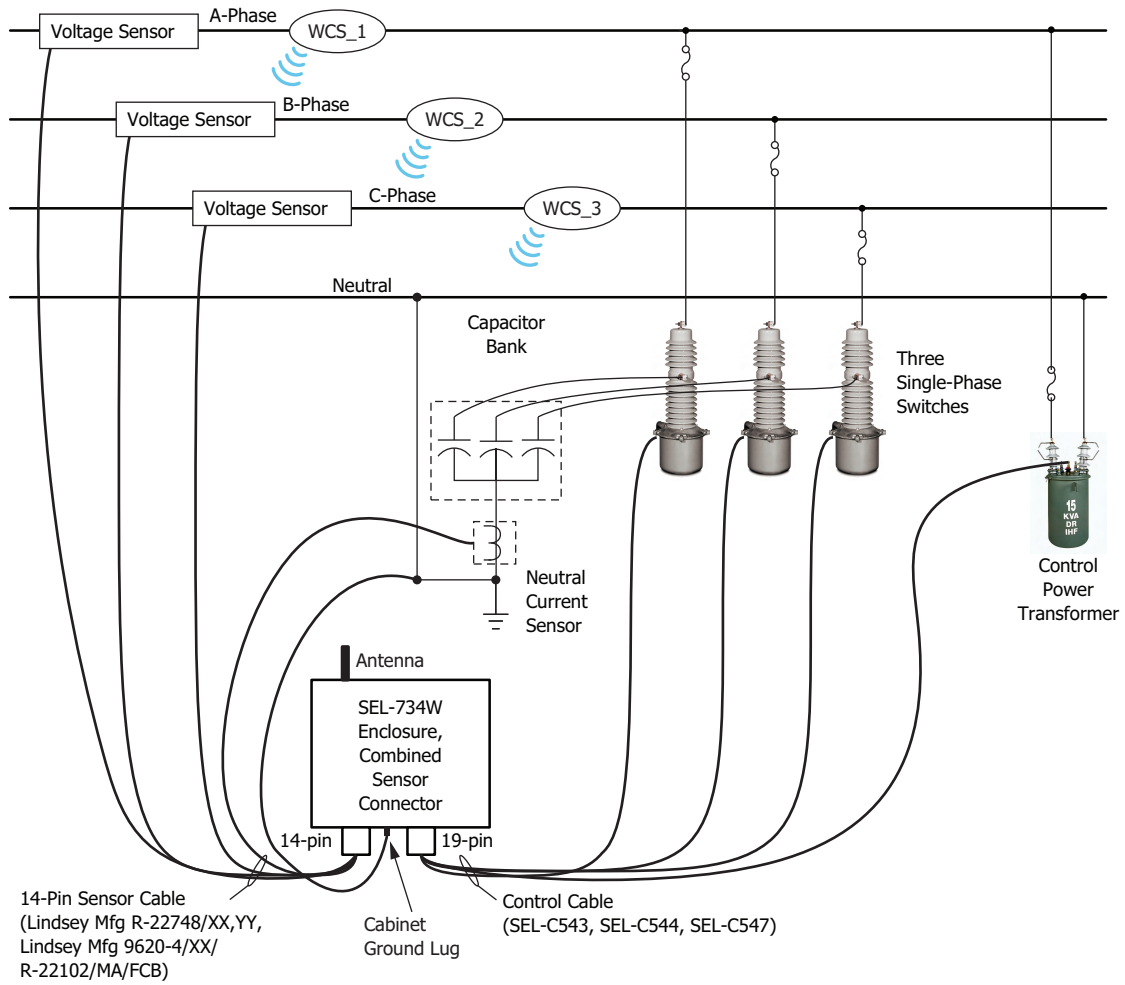 A-Phase
Voltage Sensor
WCS_1
B-Phase
Voltage Sensor
WCS_2
C-Phase
Voltage Sensor
WCS_3
Neutral
Capacitor
Bank
Three
Single-Phase
Switches
15
KVA
DR
IHF
Control
Power
Transformer
Neutral
Current
Sensor
Antenna
SEL-734W
Enclosure,
Combined
Sensor
Connector
14-pin
19-pin
14-Pin Sensor Cable
(Lindsey Mfg R-22748/XX,YY,
Lindsey Mfg 9620-4/XX/
R-22102/MA/FCB)
Cabinet
Ground Lug
Control Cable
(SEL-C543, SEL-C544, SEL-C547)